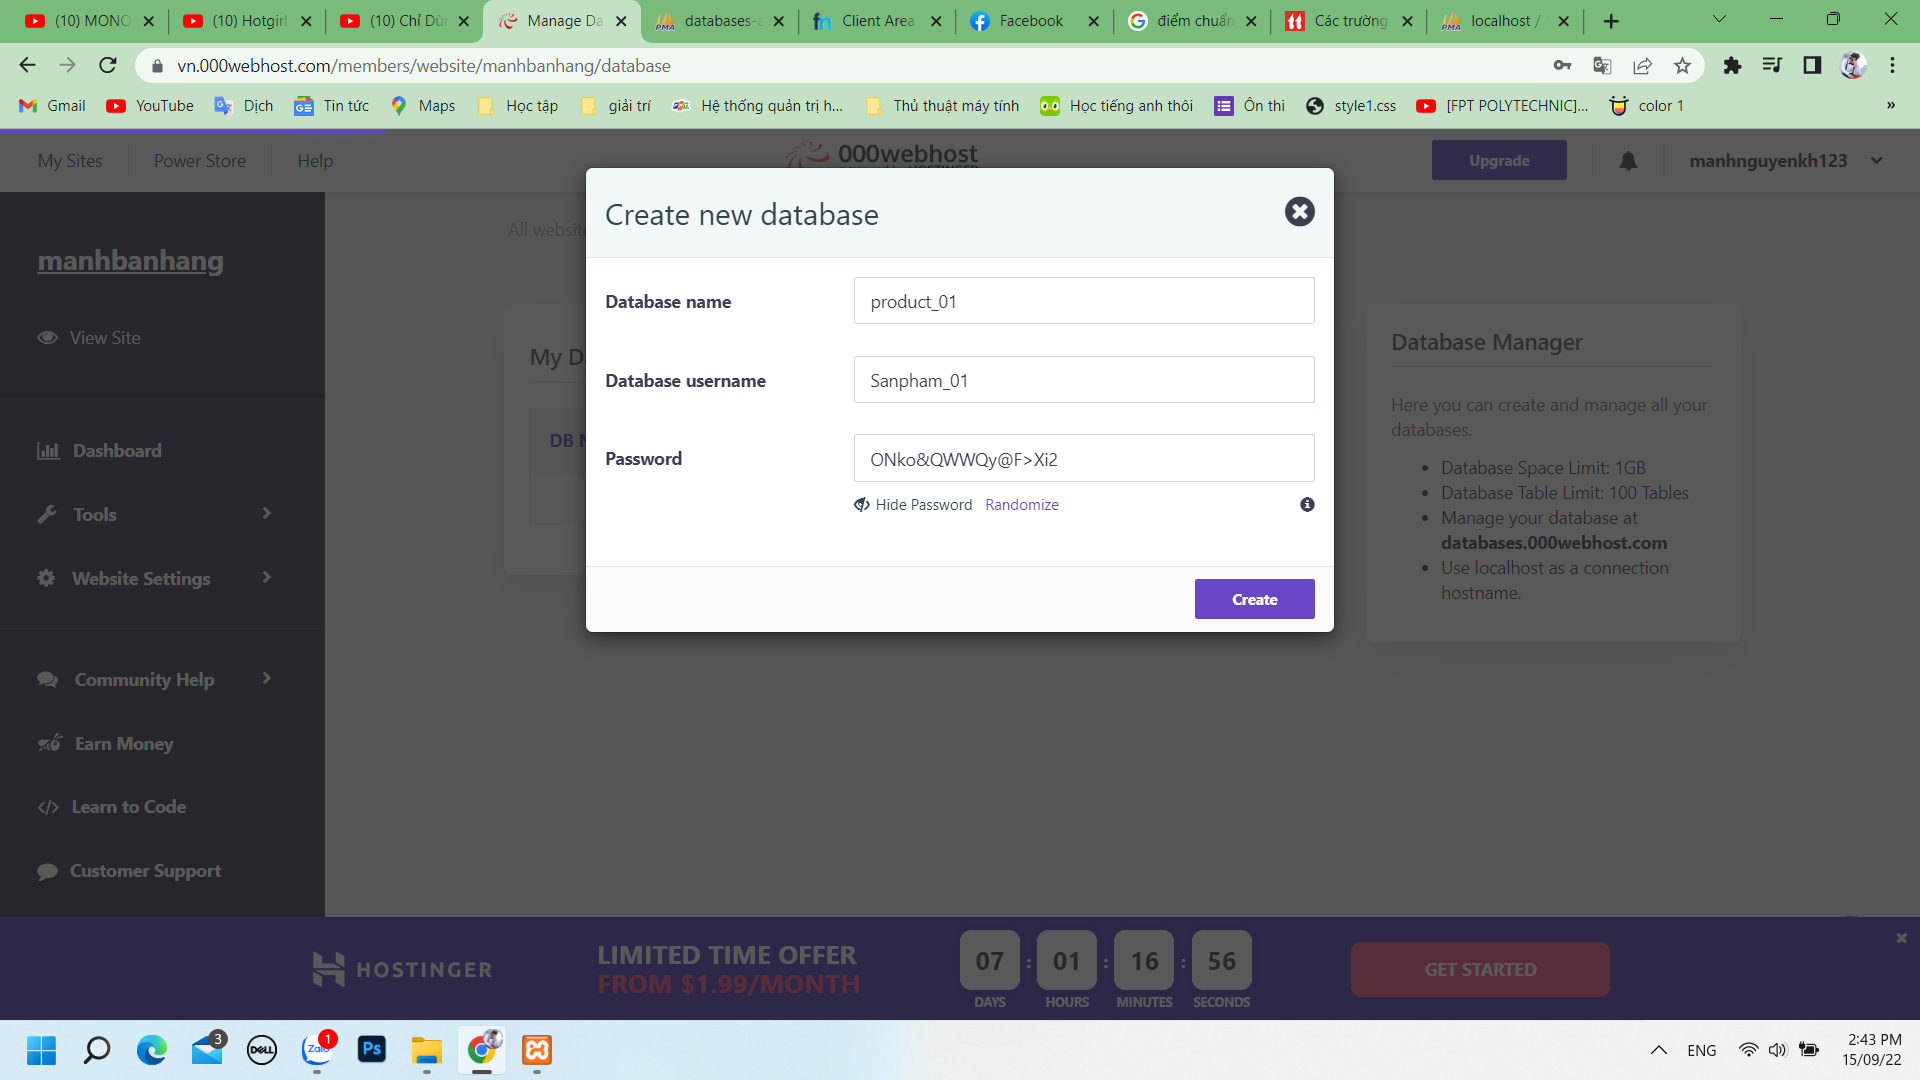 (10) MONO
(10) Hotgirl
(10) Chỉ Dùn
Manage Da
databases-a
Client Area
Facebook
điểm chuẩn
Các trường
localhost /
vn.000webhost.com/members/website/manhbanhang/database
Gmail
YouTube
Dịch
Tin tức
Maps
Học tập
giải trí
Hệ thống quản trị h...
Thủ thuật máy tính
Học tiếng anh thôi
Ôn thi
style1.css
[FPT POLYTECHNIC]...
color 1
»
My Sites
Power Store
Help
000webhost
Upgrade
manhnguyenkh123
manhbanhang
View Site
Dashboard
Tools
Website Settings
Community Help
Earn Money
Learn to Code
Customer Support
All website
My D
DB N
Create new database
Database name
product_01
Database username
Sanpham_01
Password
ONko&QWWQy@F>Xi2
Hide Password
Randomize
Create
Database Manager
Here you can create and manage all your
databases.
• Database Space Limit: 1GB
• Database Table Limit: 100 Tables
• Manage your database at
databases.000webhost.com
• Use localhost as a connection
hostname.
HOSTINGER
LIMITED TIME OFFER
FROM $1.99/MONTH
07 : 01 : 16 : 56
DAYS HOURS MINUTES SECONDS
GET STARTED
3
DELL
Zalo
1
Ps
ENG
2:43 PM
15/09/22